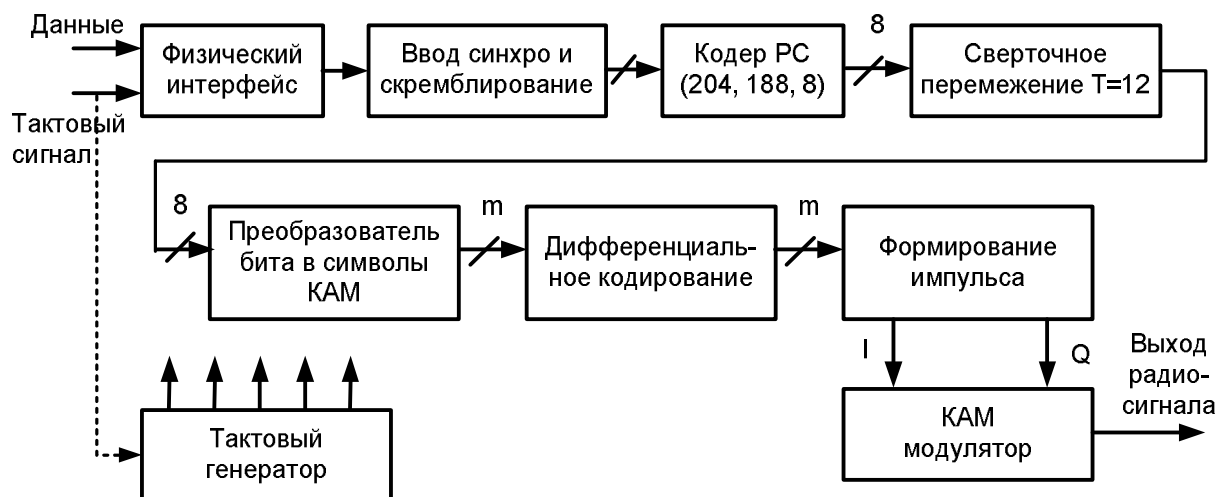 Данные
Тактовый
сигнал
Физический
интерфейс
Ввод синхро и
скремблирование
Кодер РС
(204, 188, 8)
8
Сверточное
перемежение Т=12
8
Преобразователь
бита в символы
КАМ
m
Дифференциаль-
ное кодирование
m
Формирование
импульса
I
Q
Тактовый
генератор
КАМ
модулятор
Выход
радио-
сигнала